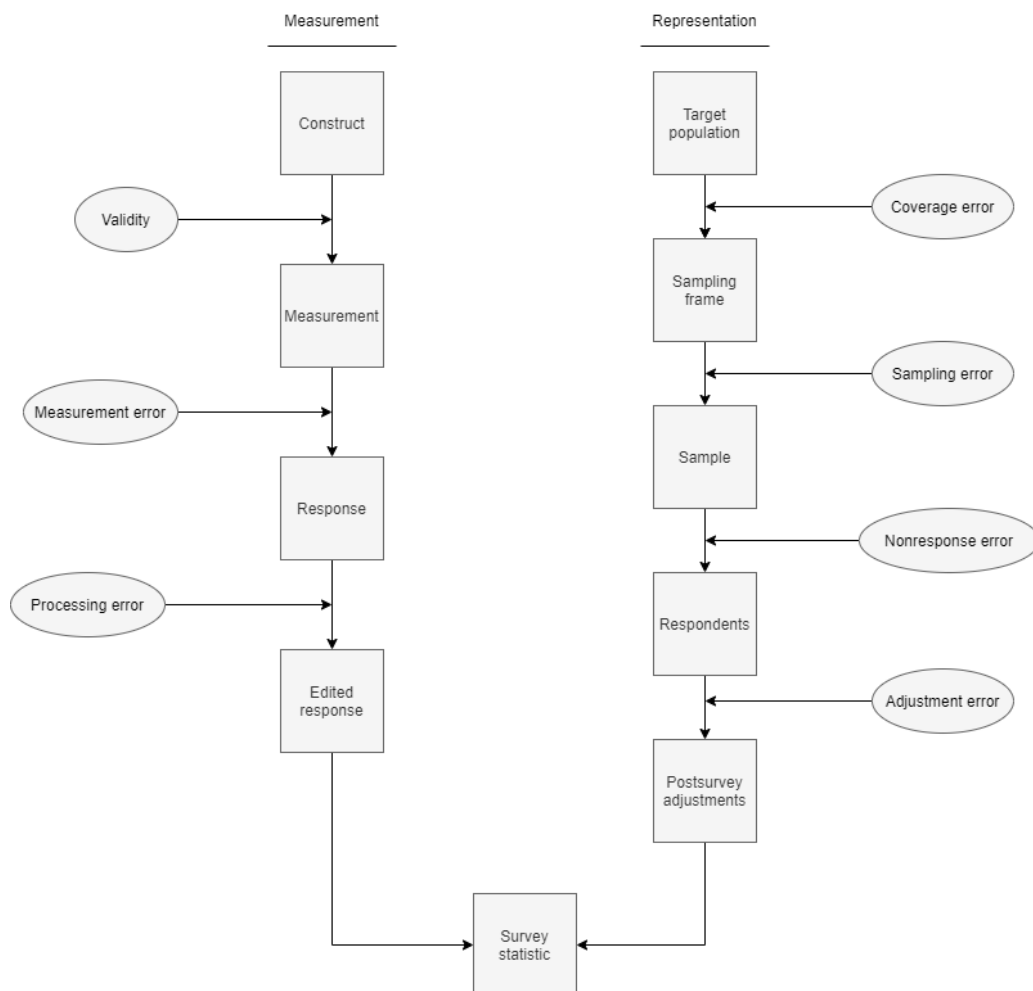 Measurement
Representation
Construct
Target
population
Validity
Coverage error
Measurement
Sampling
frame
Sampling error
Measurement error
Sample
Response
Nonresponse error
Processing error
Respondents
Edited
response
Adjustment error
Postsurvey
adjustments
Survey
statistic